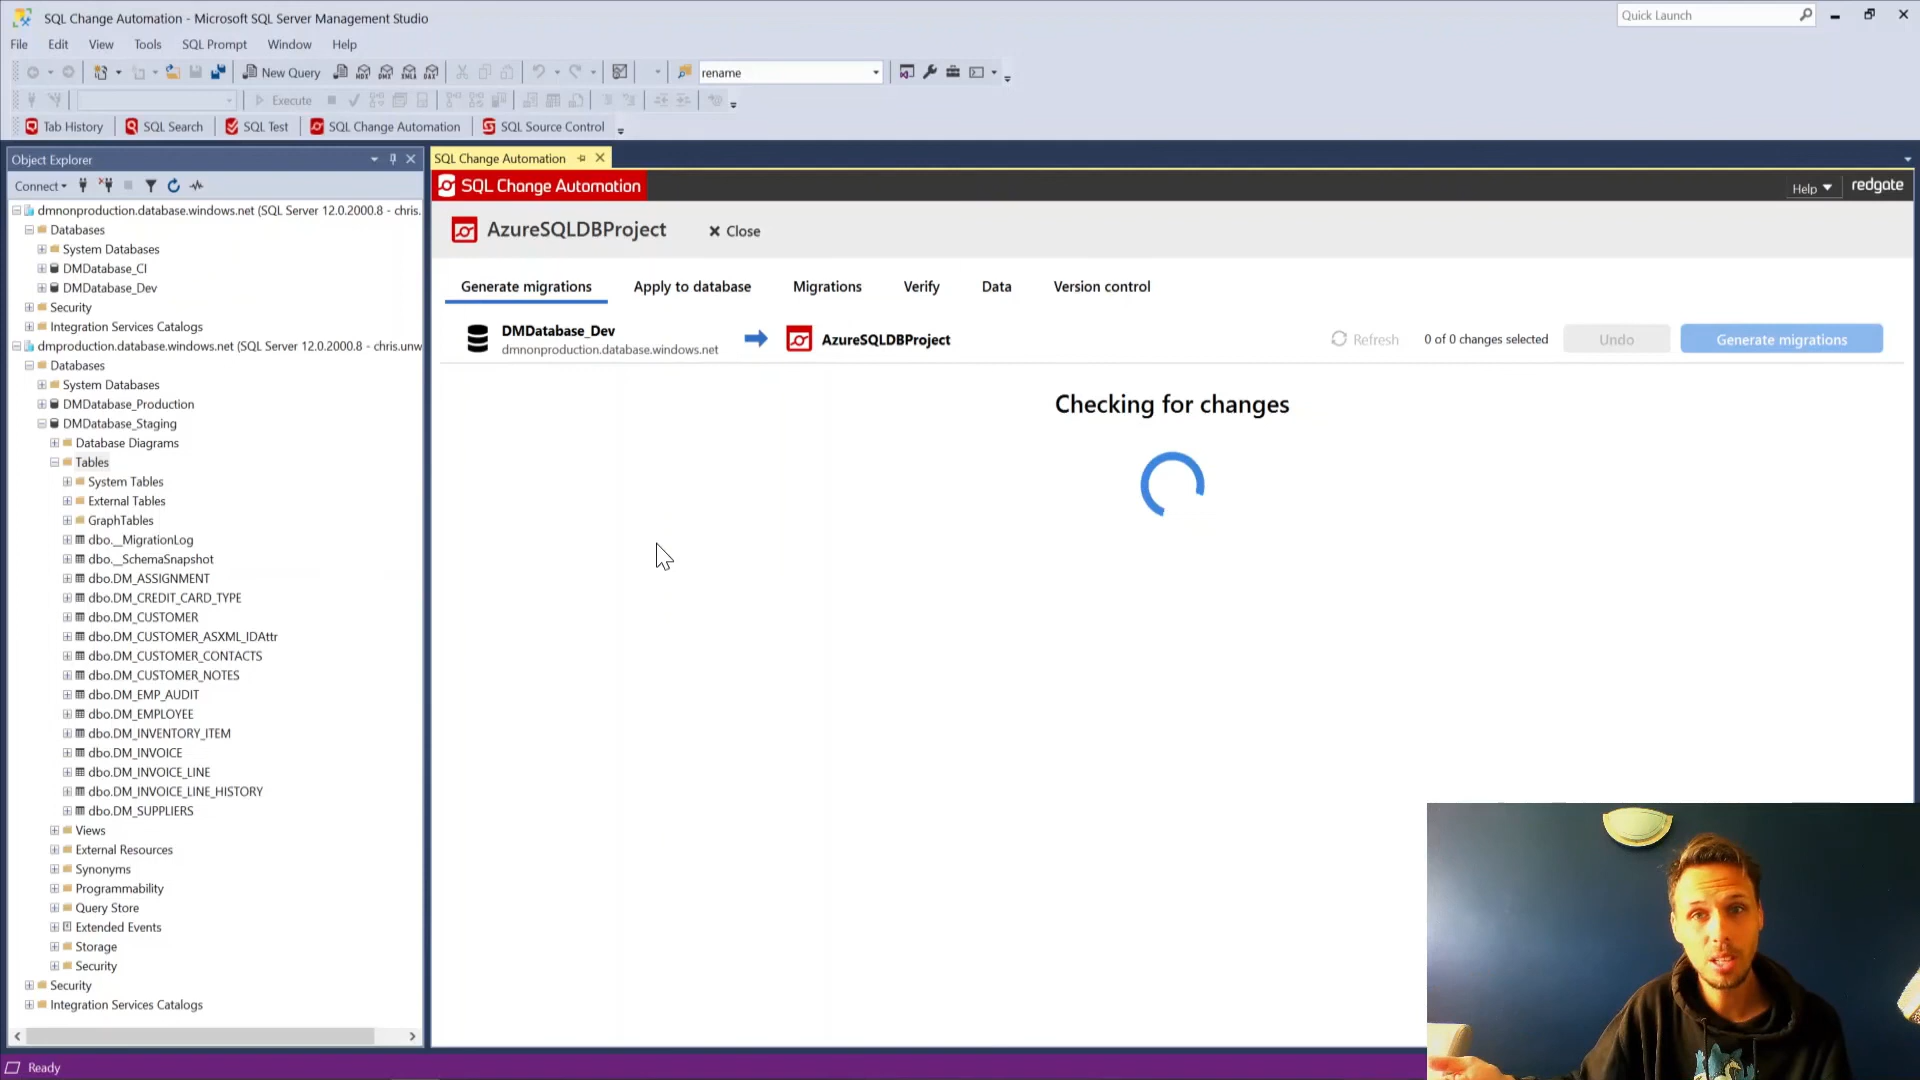 SQL Change Automation - Microsoft SQL Server Management Studio
Quick Launch
File Edit View Tools SQL Prompt Window Help
New Query
MDX DMX XMLA DAX
rename
Execute
Tab History SQL Search SQL Test SQL Change Automation SQL Source Control
Object Explorer
SQL Change Automation
Connect
SQL Change Automation
Help
redgate
dmnonproduction.database.windows.net (SQL Server 12.0.2000.8 - chris.
Databases
System Databases
DMDatabase_CI
DMDatabase_Dev
Security
Integration Services Catalogs
dmproduction.database.windows.net (SQL Server 12.0.2000.8 - chris.unw
Databases
System Databases
DMDatabase_Production
DMDatabase_Staging
Database Diagrams
Tables
System Tables
External Tables
GraphTables
dbo.__MigrationLog
dbo.__SchemaSnapshot
dbo.DM_ASSIGNMENT
dbo.DM_CREDIT_CARD_TYPE
dbo.DM_CUSTOMER
dbo.DM_CUSTOMER_ASXML_IDAttr
dbo.DM_CUSTOMER_CONTACTS
dbo.DM_CUSTOMER_NOTES
dbo.DM_EMP_AUDIT
dbo.DM_EMPLOYEE
dbo.DM_INVENTORY_ITEM
dbo.DM_INVOICE
dbo.DM_INVOICE_LINE
dbo.DM_INVOICE_LINE_HISTORY
dbo.DM_SUPPLIERS
Views
External Resources
Synonyms
Programmability
Query Store
Extended Events
Storage
Security
Security
Integration Services Catalogs
AzureSQLDBProject
Close
Generate migrations Apply to database Migrations Verify Data Version control
DMDatabase_Dev
dmnonproduction.database.windows.net
AzureSQLDBProject
Refresh
0 of 0 changes selected
Undo
Generate migrations
Checking for changes
Ready